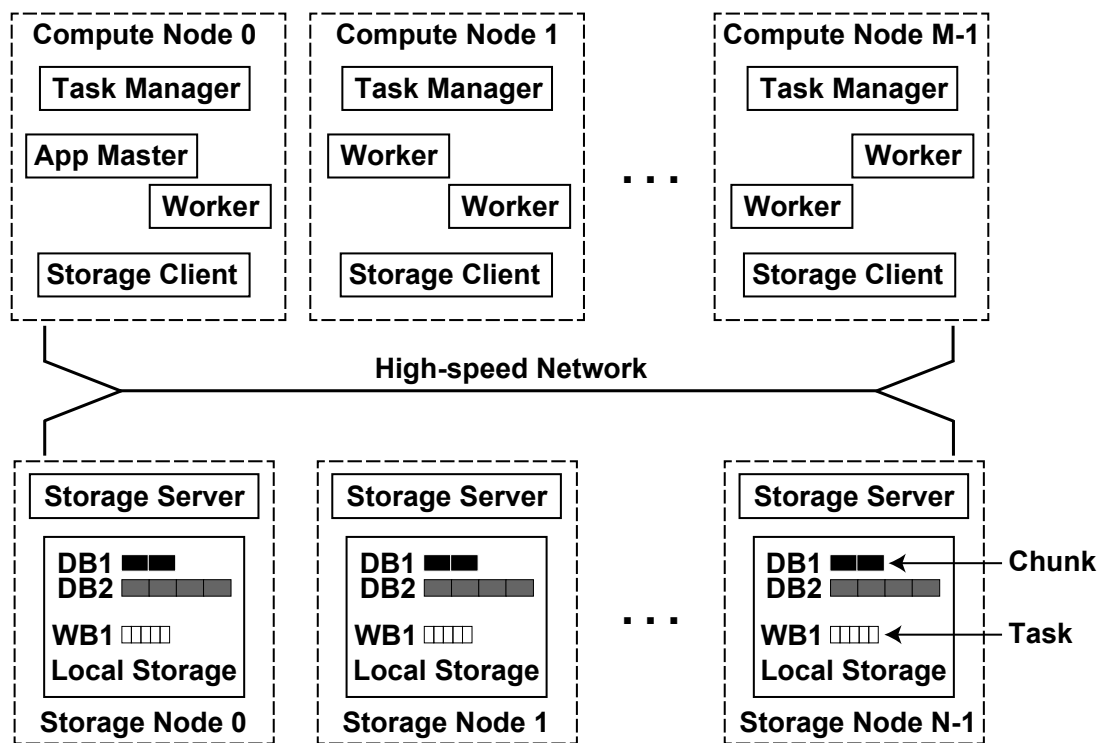 Compute Node 0
Task Manager
App Master
Worker
Storage Client
Compute Node 1
Task Manager
Worker
Worker
Storage Client
. . .
Compute Node M-1
Task Manager
Worker
Worker
Storage Client
High-speed Network
Storage Server
DB1
DB2
WB1
Local Storage
Storage Node 0
Storage Server
DB1
DB2
WB1
Local Storage
Storage Node 1
. . .
Storage Server
DB1
DB2
WB1
Local Storage
Storage Node N-1
Chunk
Task